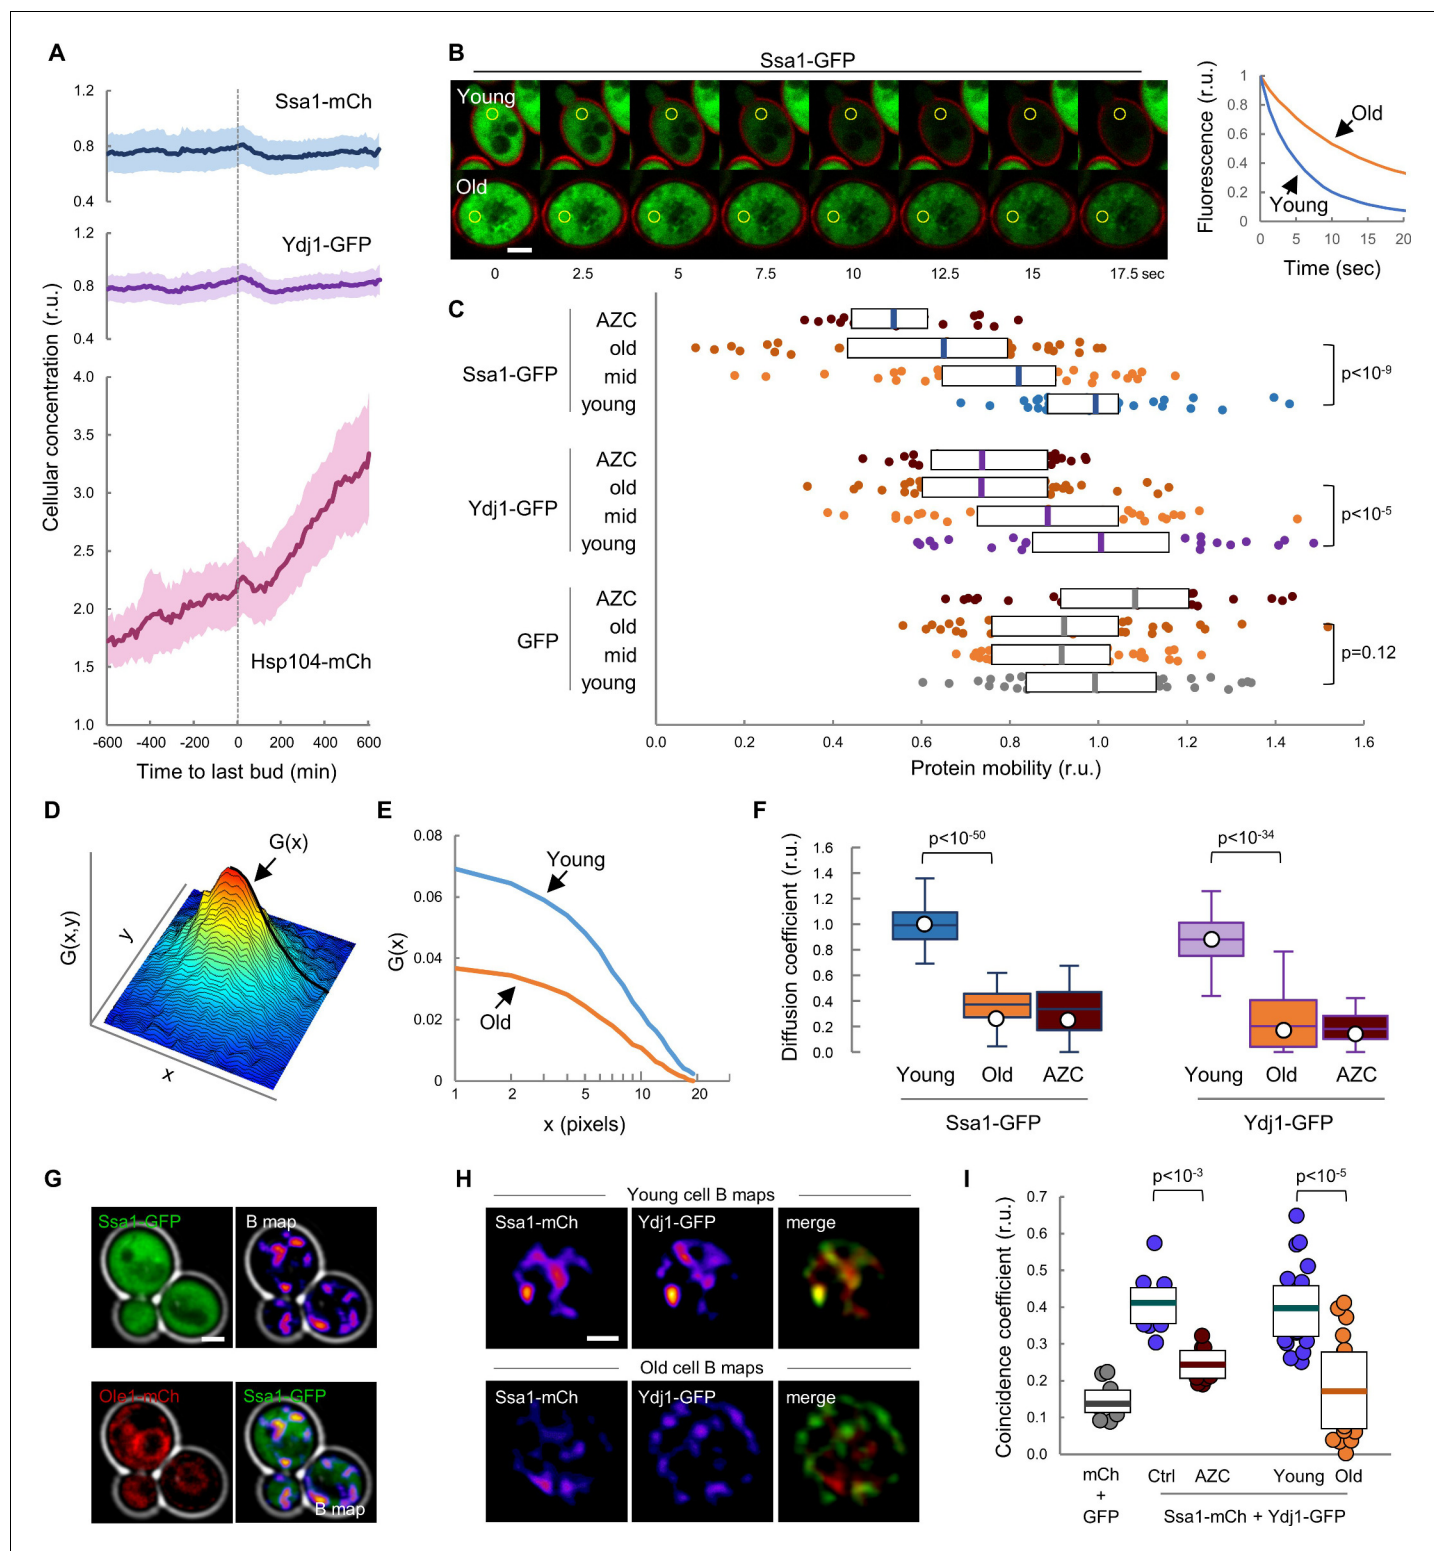 A
1.2
Ssa1-mCh
0.8
0.4
1.2
Ydj1-GFP
0.8
0.4
4.0
3.5
3.0
2.5
2.0
1.5
1.0
Hsp104-mCh
Cellular concentration (r.u.)
-600 -400 -200 0 200 400 600
Time to last bud (min)
B
Ssa1-GFP
Young
Old
0 2.5 5 7.5 10 12.5 15 17.5 sec
Fluorescence (r.u.)
1
0.8
0.6
0.4
0.2
0
Old
Young
0 5 10 15 20
Time (sec)
C
Ssa1-GFP
AZC
old
mid
young
p<10-9
Ydj1-GFP
AZC
old
mid
young
p<10-5
GFP
AZC
old
mid
young
p=0.12
0.0 0.2 0.4 0.6 0.8 1.0 1.2 1.4 1.6
Protein mobility (r.u.)
D
G(x)
G(x,y)
y
x
E
0.08
0.06
0.04
0.02
0
G(x)
Young
Old
1 2 5 10 20
x (pixels)
F
p<10-50
p<10-34
Diffusion coefficient (r.u.)
1.6
1.4
1.2
1.0
0.8
0.6
0.4
0.2
0.0
Young Old AZC
Ssa1-GFP
Young Old AZC
Ydj1-GFP
G
Ssa1-GFP
B map
Ole1-mCh
Ssa1-GFP
B map
H
Young cell B maps
Ssa1-mCh
Ydj1-GFP
merge
Old cell B maps
Ssa1-mCh
Ydj1-GFP
merge
I
p<10-3
p<10-5
Coincidence coefficient (r.u.)
0.7
0.6
0.5
0.4
0.3
0.2
0.1
0.0
mCh
+
GFP
Ctrl AZC Young Old
Ssa1-mCh + Ydj1-GFP